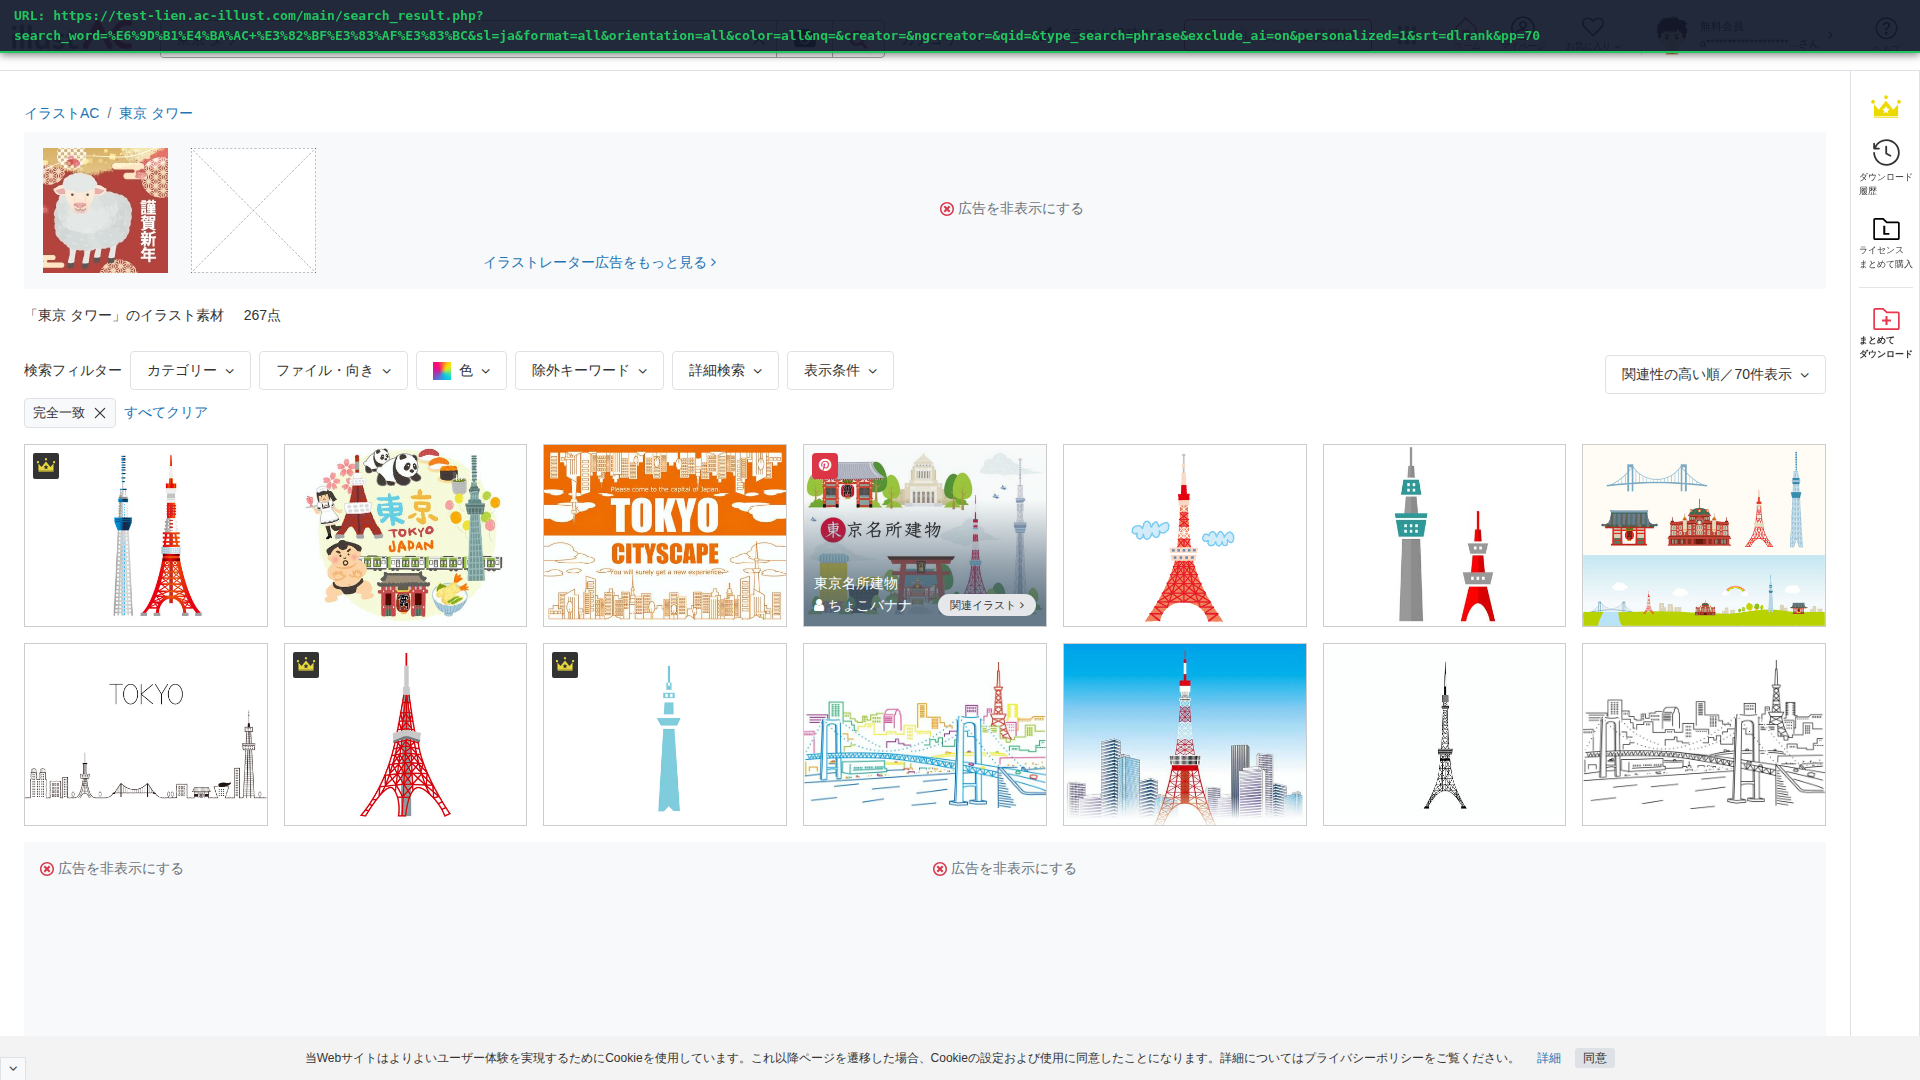 URL: https://test-lien.ac-illust.com/main/search_result.php?
search_word=%E6%9D%B1%E4%BA%AC+%E3%82%BF%E3%83%AF%E3%83%BC&sl=ja&format=all&orientation=all&color=all&nq=&creator=&ngcreator=&qid=&type_search=phrase&exclude_ai=on&personalized=1&srt=dlrank&pp=70
無料会員
イラストAC / 東京 タワー
謹賀新年
広告を非表示にする
イラストレーター広告をもっと見る
「東京 タワー」のイラスト素材 267点
検索フィルター カテゴリー ファイル・向き 色 除外キーワード 詳細検索 表示条件 関連性の高い順／70件表示
完全一致 すべてクリア
東京
TOKYO
JAPAN
Please come to the capital of Japan.
TOKYO
CITYSCAPE
You will surely get a new experience.
東京名所建物
東京名所建物
ちょこバナナ 関連イラスト
TOKYO
広告を非表示にする 広告を非表示にする
ダウンロード
履歴
ライセンス
まとめて購入
まとめて
ダウンロード
当Webサイトはよりよいユーザー体験を実現するためにCookieを使用しています。これ以降ページを遷移した場合、Cookieの設定および使用に同意したことになります。詳細についてはプライバシーポリシーをご覧ください。 詳細 同意